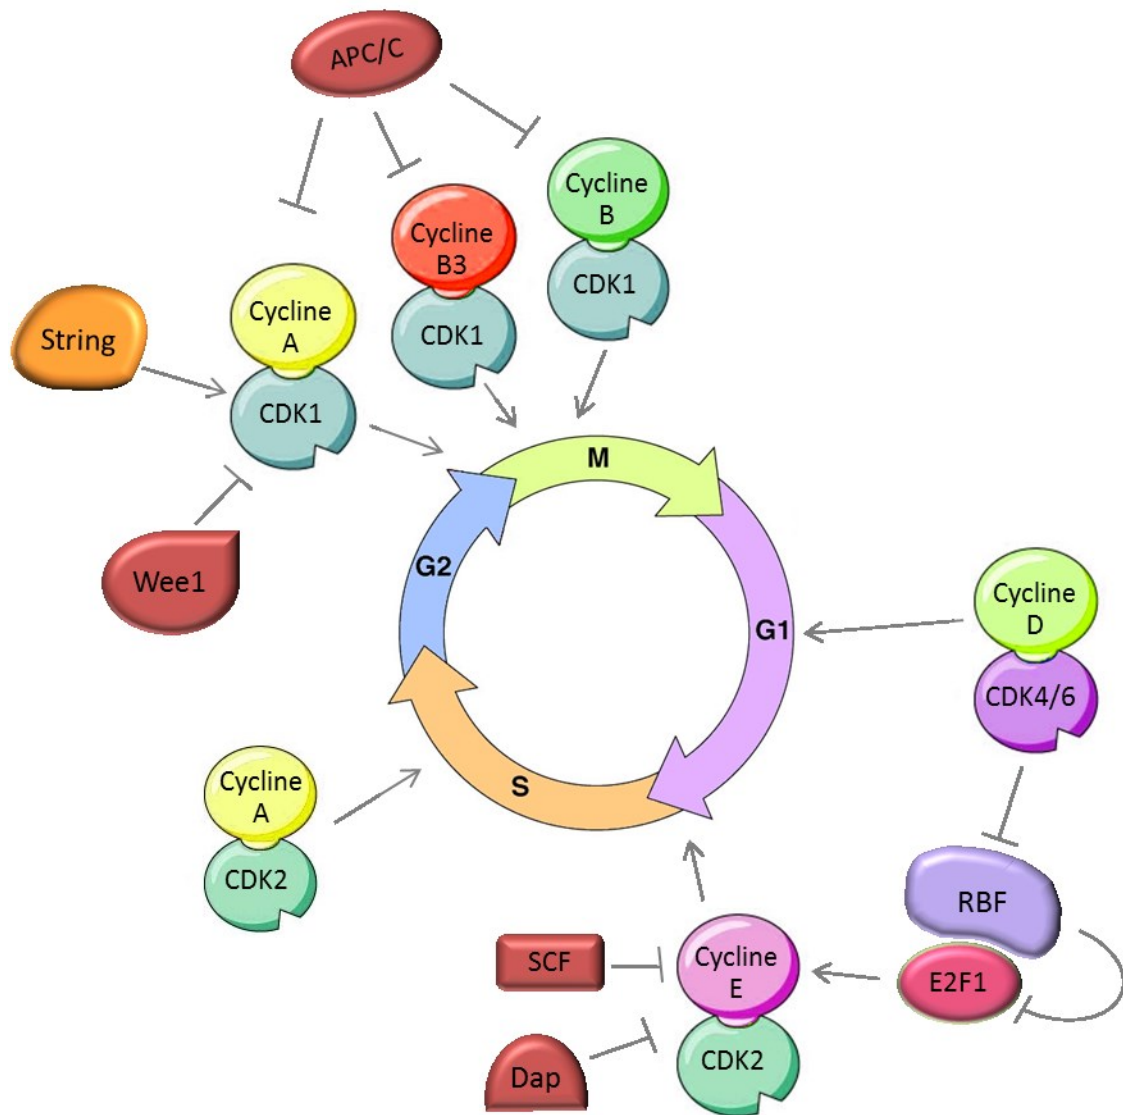 APC/C
Cycline
B
CDK1
Cycline
B3
CDK1
Cycline
A
CDK1
String
Wee1
M
G2
G1
S
Cycline
D
CDK4/6
Cycline
A
CDK2
RBF
E2F1
SCF
Cycline
E
CDK2
Dap